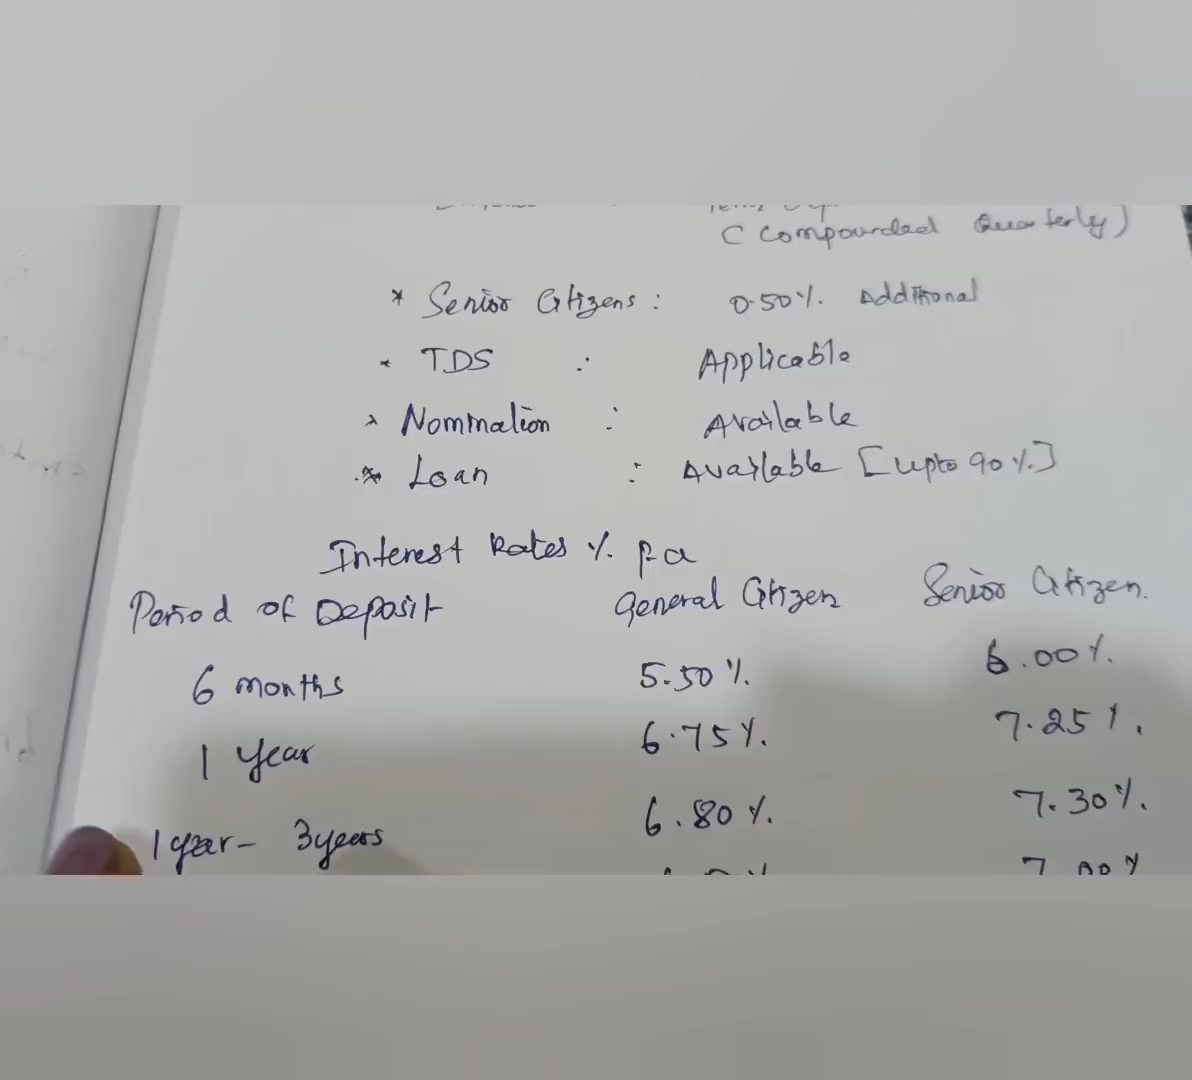 ( Compounded Quarterly )
* Senior Citizens : 0.50% Additional
* TDS : Applicable
* Nommation : Available
* Loan : Available [upto 90%]
Interest Rates % p.a
Period of Deposit General Citizen Senior Citizen.
6 months 5.50% 6.00%.
1 Year 6.75%. 7.25%.
1 year - 3 years 6.80%. 7.30%.